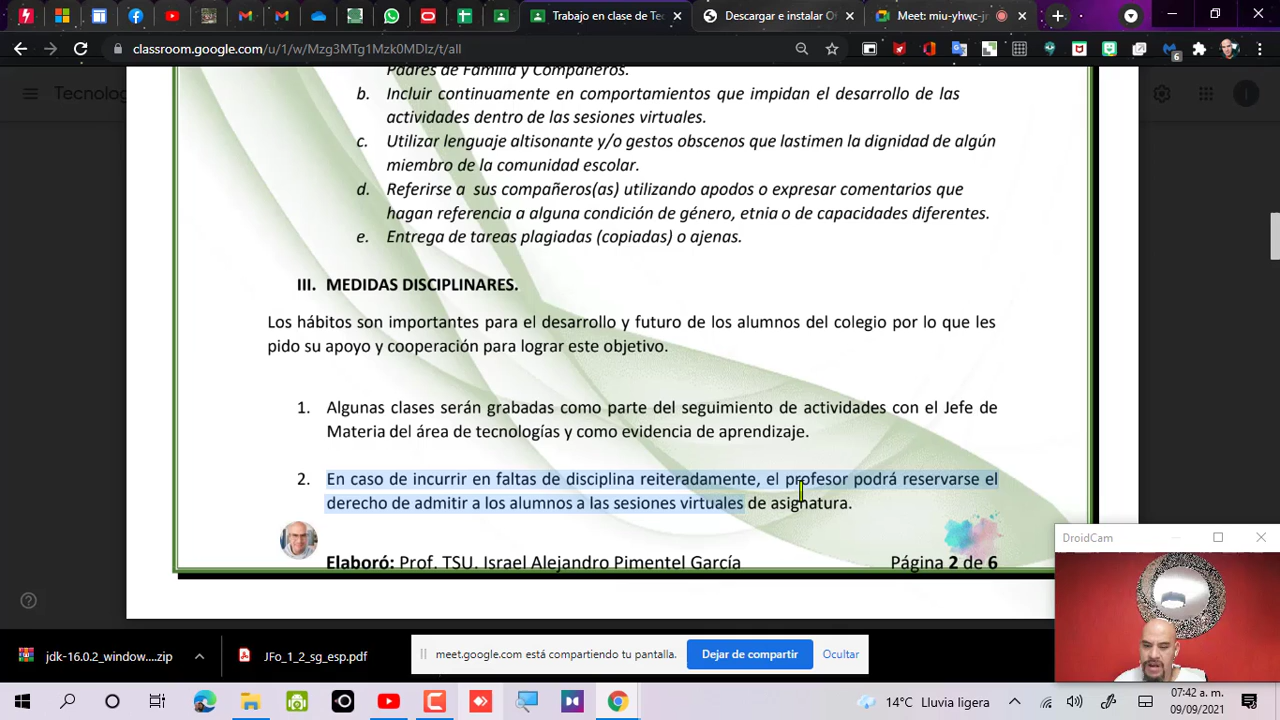 Trabajo en clase de Tec
Descargar e instalar O
Meet: miu-yhwc-j
classroom.google.com/u/1/w/Mzg3MTg1Mzk0MDlz/t/all
6
Tecnolog
Padres de Familia y Compañeros.
b. Incluir continuamente en comportamientos que impidan el desarrollo de las
actividades dentro de las sesiones virtuales.
c. Utilizar lenguaje altisonante y/o gestos obscenos que lastimen la dignidad de algún
miembro de la comunidad escolar.
d. Referirse a sus compañeros(as) utilizando apodos o expresar comentarios que
hagan referencia a alguna condición de género, etnia o de capacidades diferentes.
e. Entrega de tareas plagiadas (copiadas) o ajenas.
III. MEDIDAS DISCIPLINARES.
Los hábitos son importantes para el desarrollo y futuro de los alumnos del colegio por lo que les
pido su apoyo y cooperación para lograr este objetivo.
1. Algunas clases serán grabadas como parte del seguimiento de actividades con el Jefe de
Materia del área de tecnologías y como evidencia de aprendizaje.
2. En caso de incurrir en faltas de disciplina reiteradamente, el profesor podrá reservarse el
derecho de admitir a los alumnos a las sesiones virtuales de asignatura.
Elaboró: Prof. TSU. Israel Alejandro Pimentel García Página 2 de 6
DroidCam
jdk-16.0.2_window....zip
JFo_1_2_sg_esp.pdf
meet.google.com está compartiendo tu pantalla.
Dejar de compartir
Ocultar
14°C Lluvia ligera
07:42 a. m.
09/09/2021